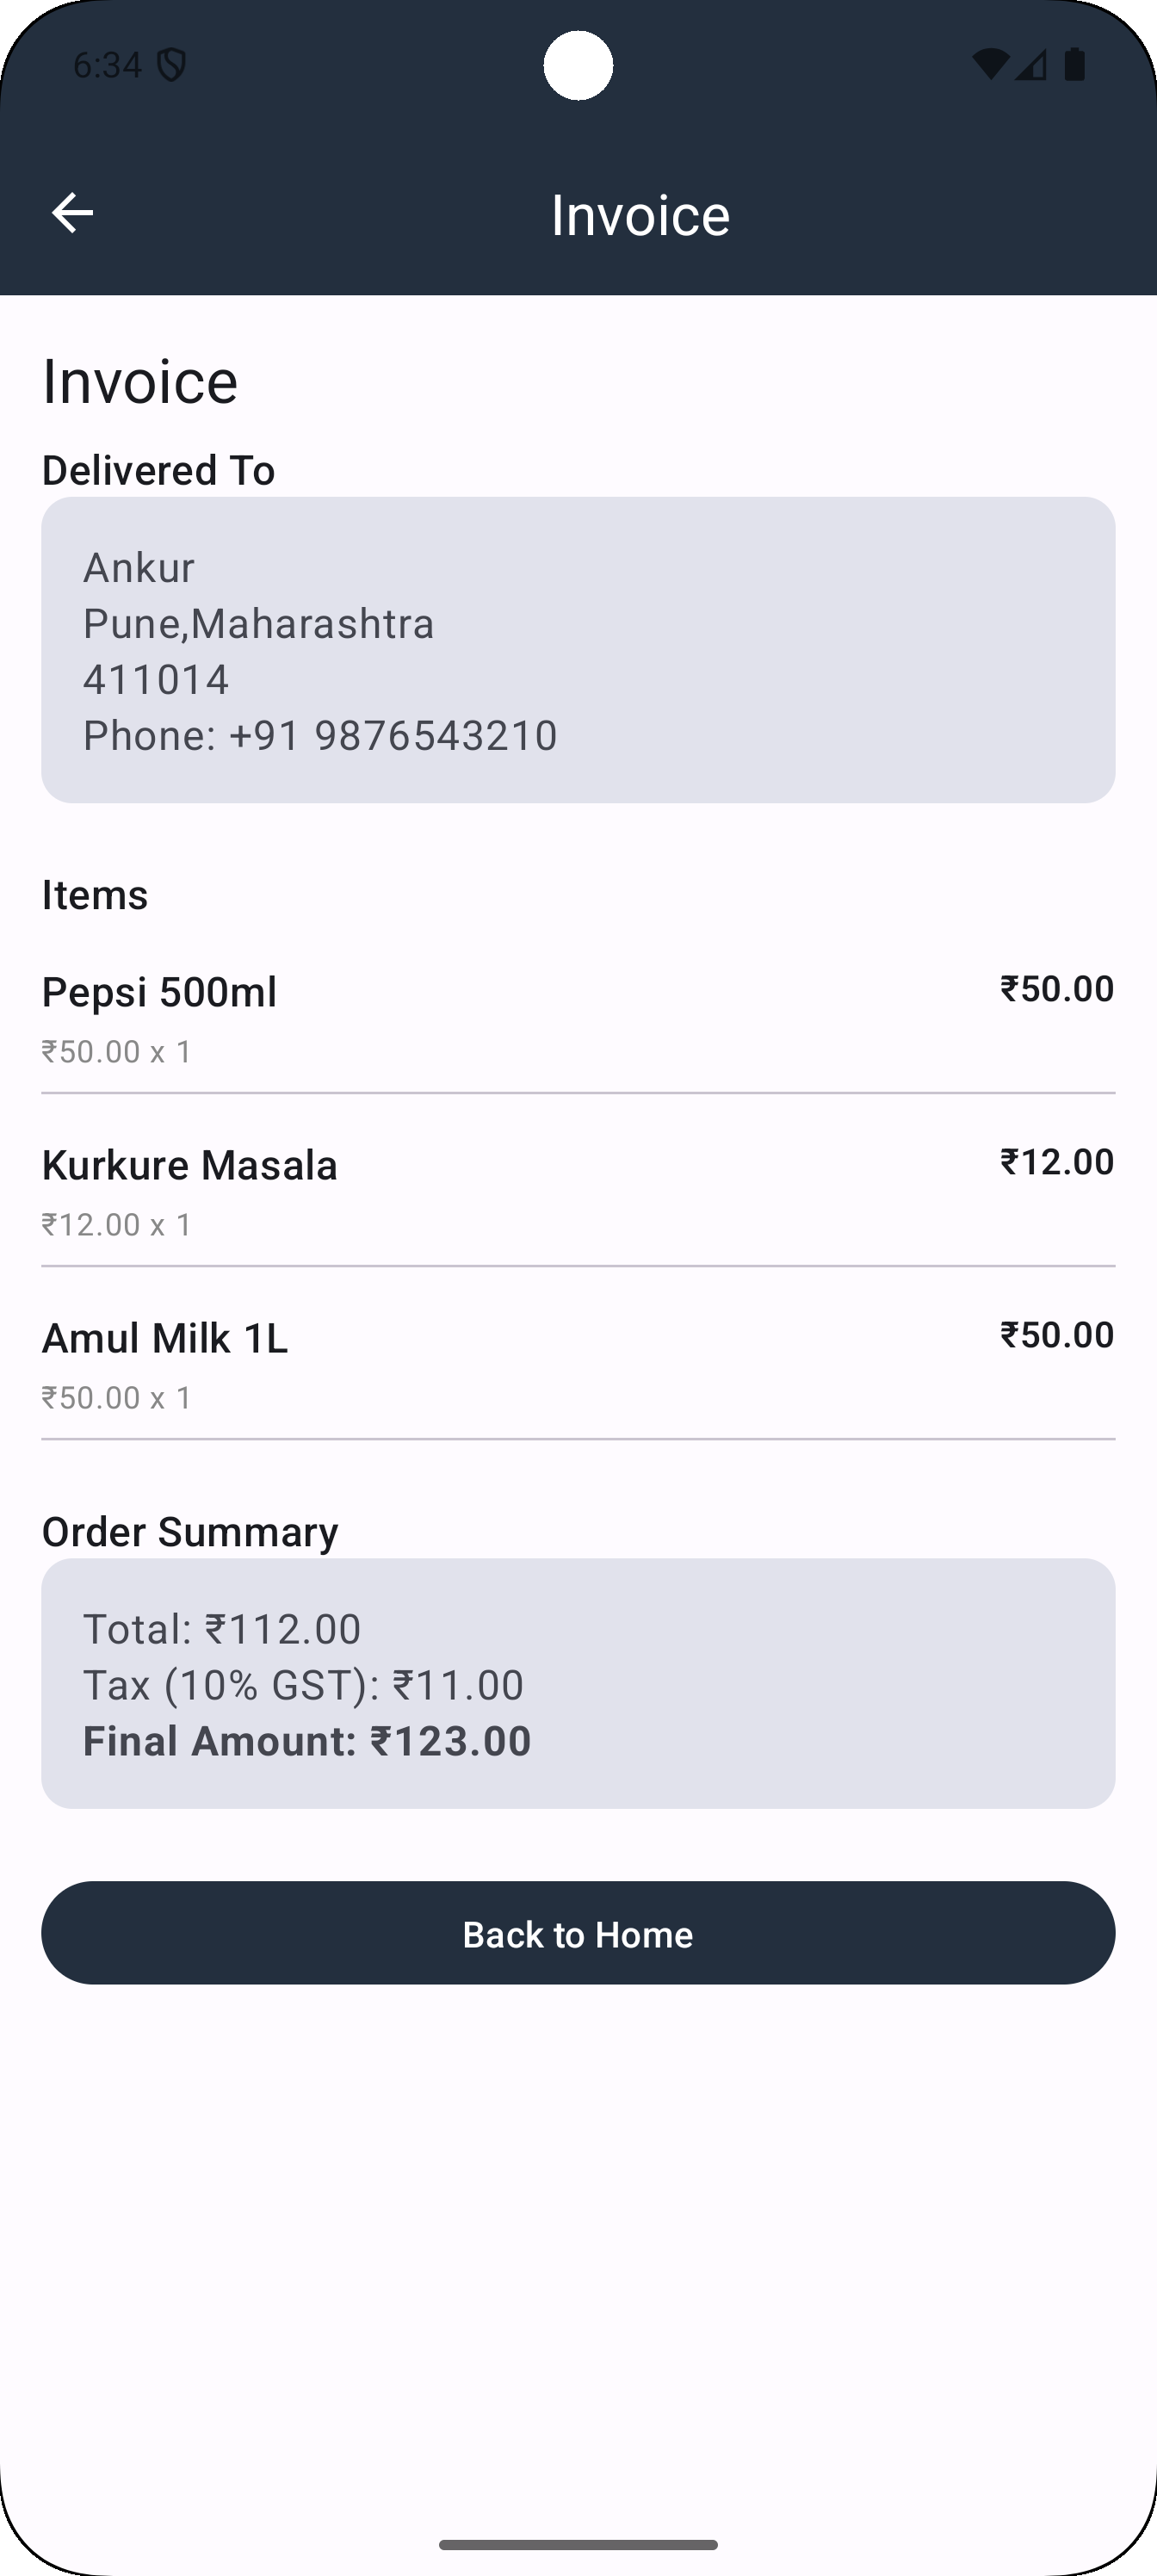 6:34
Invoice
Invoice
Delivered To
Ankur
Pune,Maharashtra
411014
Phone: +91 9876543210
Items
Pepsi 500ml ₹50.00
₹50.00 x 1
Kurkure Masala ₹12.00
₹12.00 x 1
Amul Milk 1L ₹50.00
₹50.00 x 1
Order Summary
Total: ₹112.00
Tax (10% GST): ₹11.00
Final Amount: ₹123.00
Back to Home